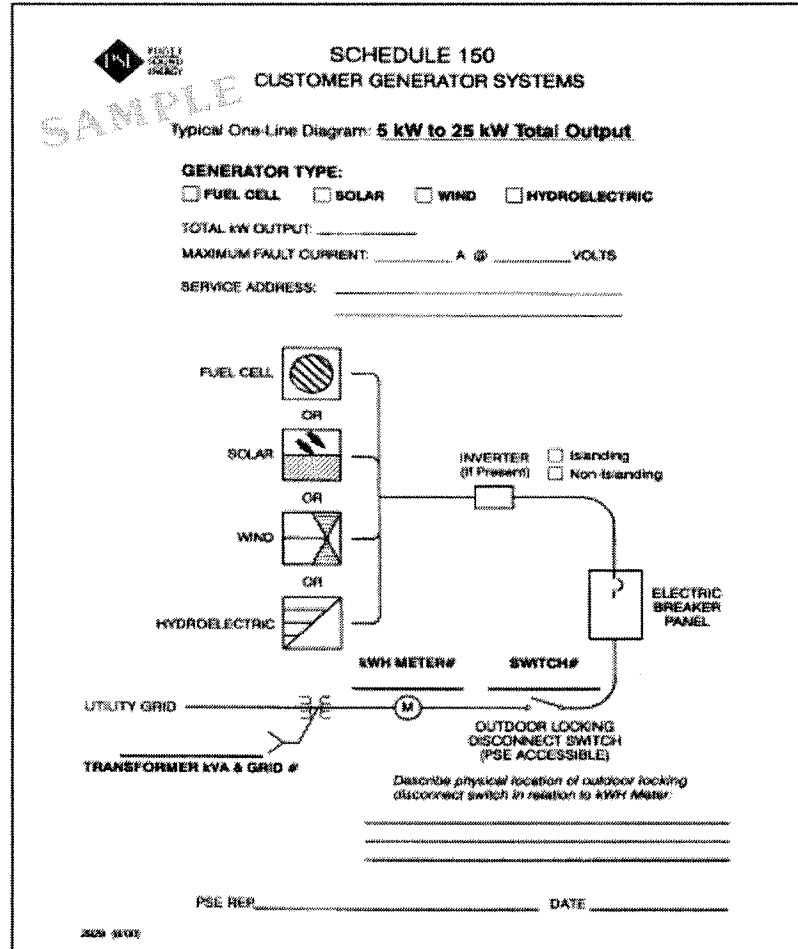 PSE PUGET SOUND ENERGY
SCHEDULE 150
CUSTOMER GENERATOR SYSTEMS
SAMPLE
Typical One-Line Diagram: 5 kW to 25 kW Total Output
GENERATOR TYPE:
FUEL CELL SOLAR WIND HYDROELECTRIC
TOTAL kW OUTPUT:
MAXIMUM FAULT CURRENT: A @ VOLTS
SERVICE ADDRESS:
FUEL CELL
OR
SOLAR
OR
WIND
OR
HYDROELECTRIC
INVERTER
(If Present)
Islanding
Non-Islanding
ELECTRIC
BREAKER
PANEL
kWH METER# SWITCH#
UTILITY GRID
M
OUTDOOR LOCKING
DISCONNECT SWITCH
(PSE ACCESSIBLE)
TRANSFORMER kVA & GRID #
Describe physical location of outdoor locking
disconnect switch in relation to kWH Meter:
PSE REP. DATE